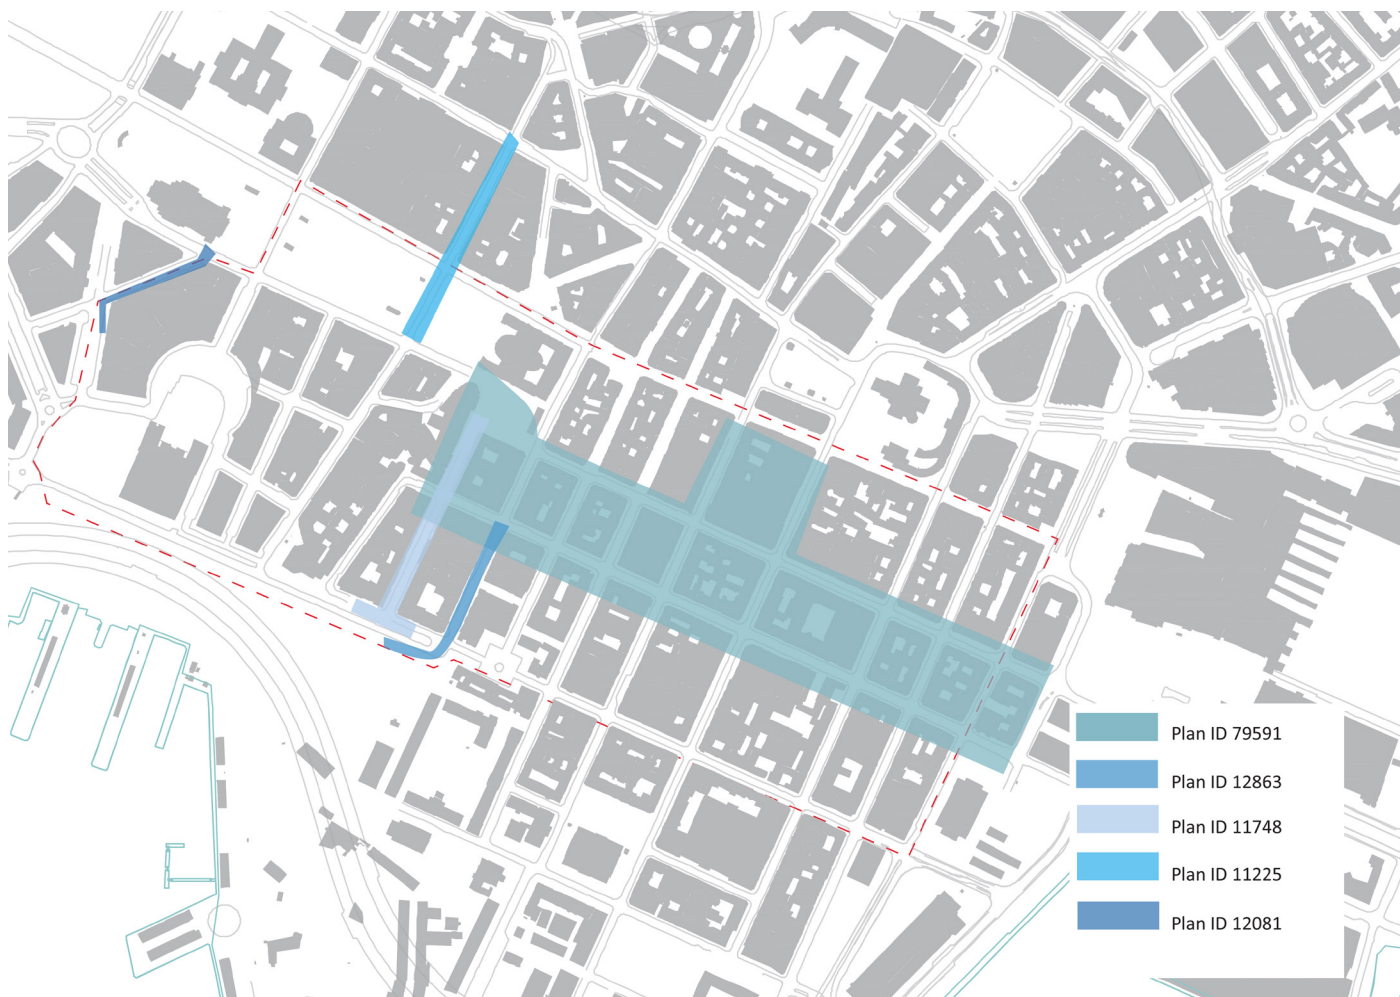 Plan ID 79591
Plan ID 12863
Plan ID 11748
Plan ID 11225
Plan ID 12081